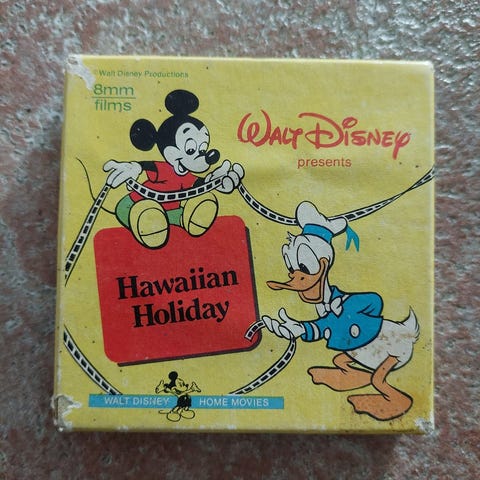 © Walt Disney Productions
8mm
films
WALT DISNEY
presents
Hawaiian
Holiday
WALT DISNEY HOME MOVIES